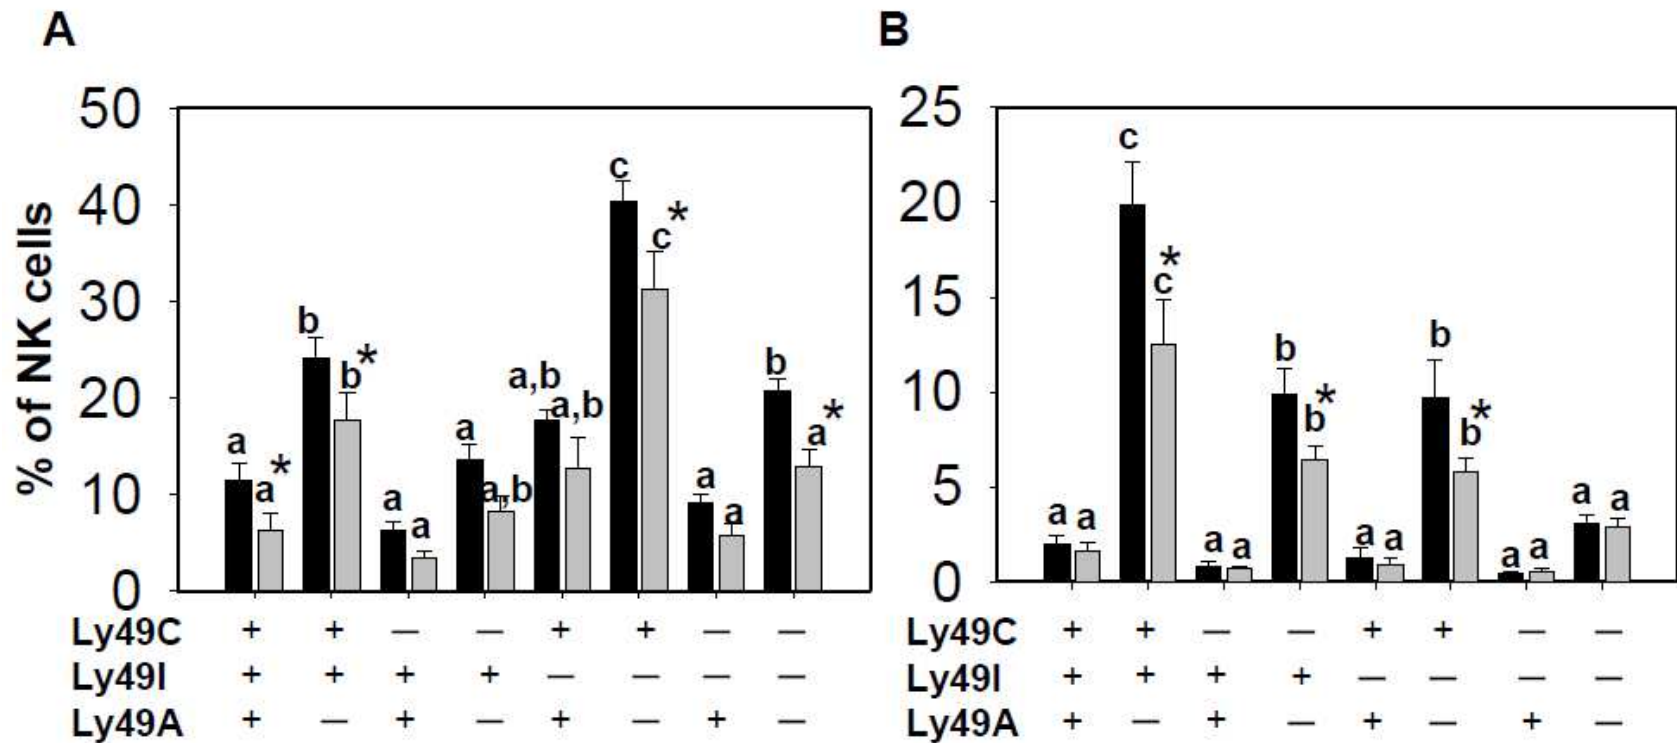 A
B
% of NK cells
50
40
30
20
10
0
a
a*
b
b*
a
a
a
a,b
a,b
a,b
c
c*
a
a
b
a*
Ly49C + + — — + + — —
Ly49I + + + + — — — —
Ly49A + — + — + — + —
25
20
15
10
5
0
a
a
c
c*
a
a
b
b*
a
a
b
b*
a
a
a
a
Ly49C + + — — + + — —
Ly49I + + + + — — — —
Ly49A + — + — + — + —